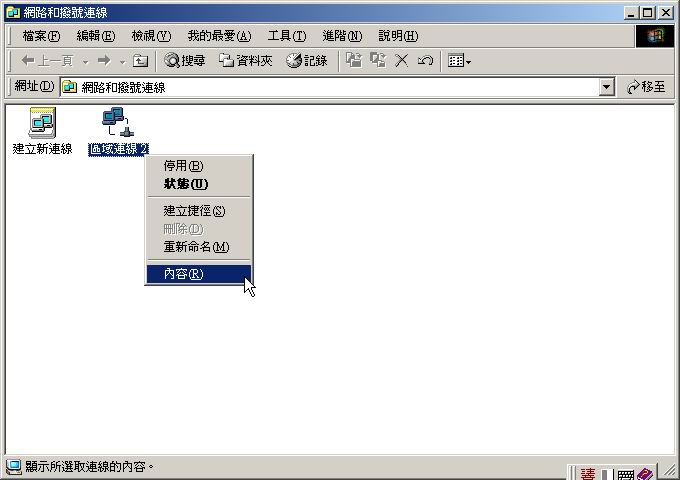 網路和撥號連線
檔案(F) 編輯(E) 檢視(V) 我的最愛(A) 工具(T) 進階(N) 說明(H)
上一頁 搜尋 資料夾 記錄
網址(D) 網路和撥號連線 移至
建立新連線 區域連線 2
停用(B)
狀態(U)
建立捷徑(S)
刪除(D)
重新命名(M)
內容(R)
顯示所選取連線的內容。